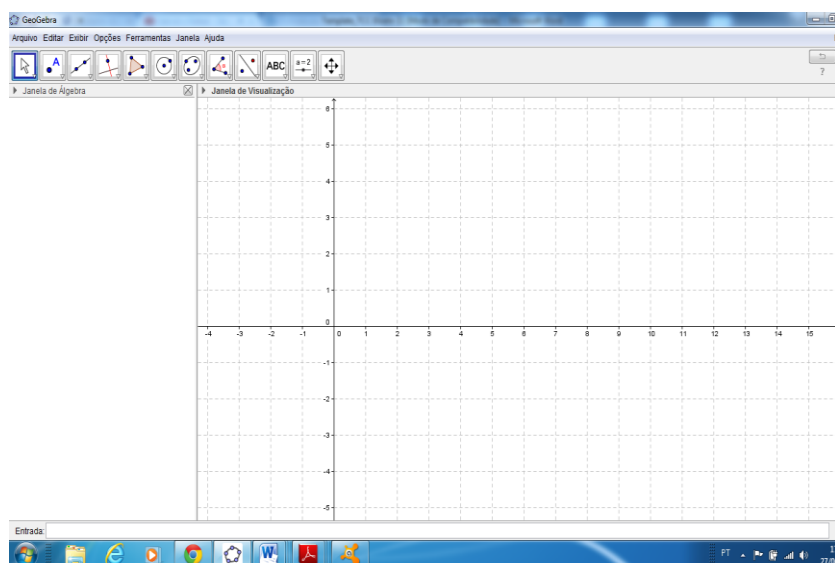 GeoGebra
Arquivo Editar Exibir Opções Ferramentas Janela Ajuda
A ABC a=2
?
Janela de Álgebra
Janela de Visualização
6
5
4
3
2
1
0
-4 -3 -2 -1 0 1 2 3 4 5 6 7 8 9 10 11 12 13 14 15
-1
-2
-3
-4
-5
Entrada:
PT